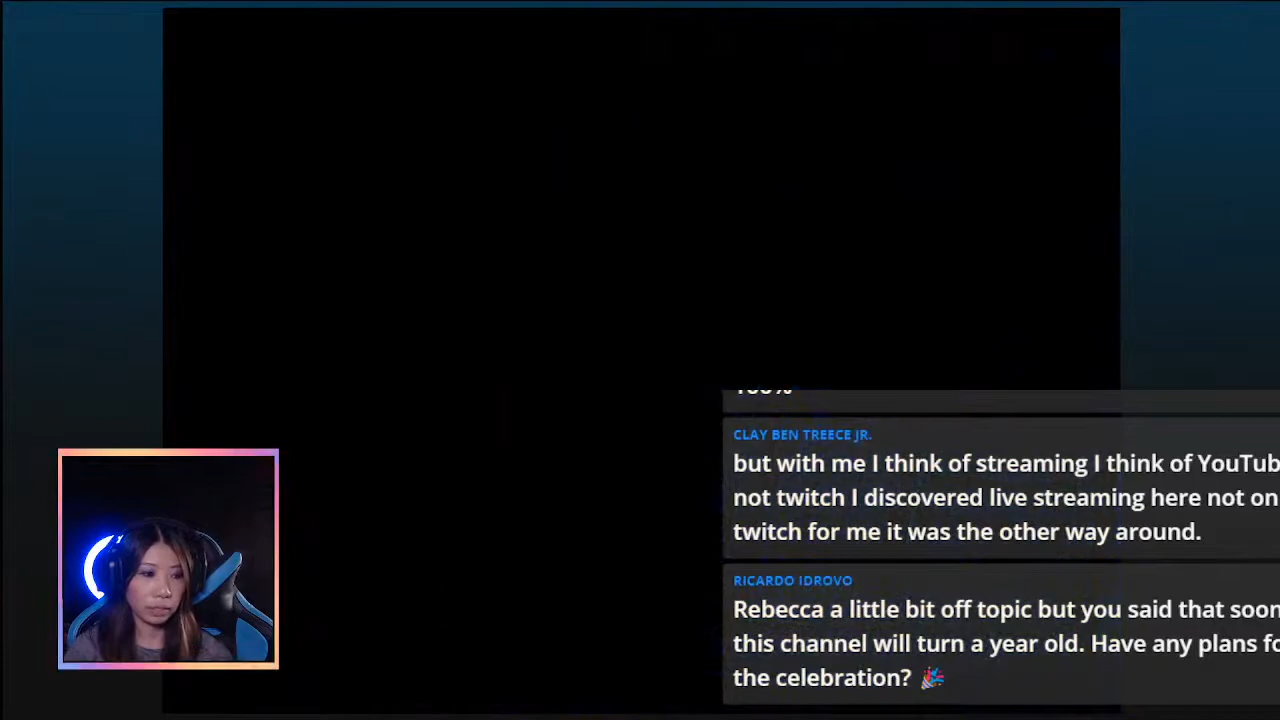 CLAY BEN TREECE JR.
but with me I think of streaming I think of YouTub
not twitch I discovered live streaming here not on
twitch for me it was the other way around.
RICARDO IDROVO
Rebecca a little bit off topic but you said that soon
this channel will turn a year old. Have any plans fo
the celebration? 🎉